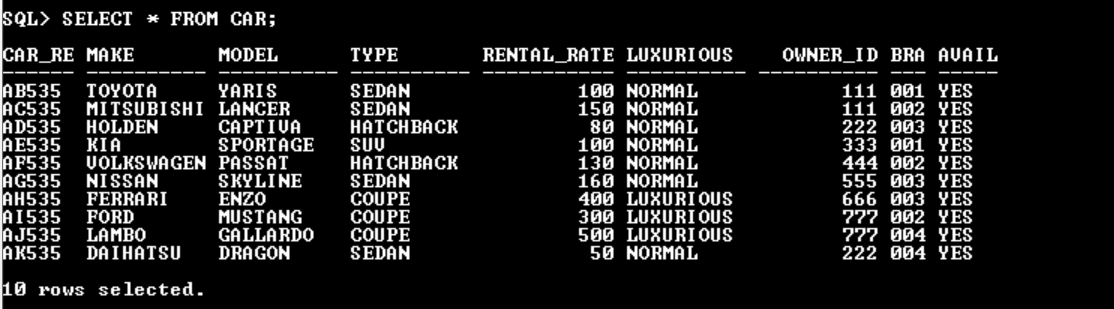 SQL> SELECT * FROM CAR;
CAR_RE MAKE MODEL TYPE RENTAL_RATE LUXURIOUS OWNER_ID BRA AVAIL
AB535 TOYOTA YARIS SEDAN 100 NORMAL 111 001 YES
AC535 MITSUBISHI LANCER SEDAN 150 NORMAL 111 002 YES
AD535 HOLDEN CAPTIVA HATCHBACK 80 NORMAL 222 003 YES
AE535 KIA SPORTAGE SUV 100 NORMAL 333 001 YES
AF535 VOLKSWAGEN PASSAT HATCHBACK 130 NORMAL 444 002 YES
AG535 NISSAN SKYLINE SEDAN 160 NORMAL 555 003 YES
AH535 FERRARI ENZO COUPE 400 LUXURIOUS 666 003 YES
AI535 FORD MUSTANG COUPE 300 LUXURIOUS 777 002 YES
AJ535 LAMBO GALLARDO COUPE 500 LUXURIOUS 777 004 YES
AK535 DAIHATSU DRAGON SEDAN 50 NORMAL 222 004 YES
10 rows selected.